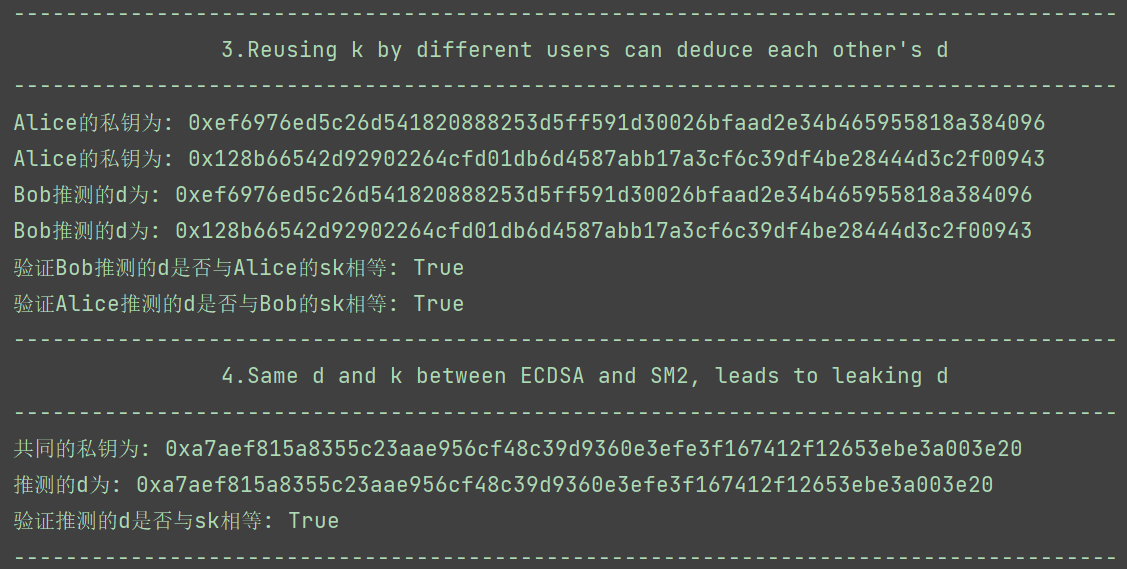 --------------------------------------------------------------------------------------
3.Reusing k by different users can deduce each other's d
--------------------------------------------------------------------------------------
Alice的私钥为: 0xef6976ed5c26d541820888253d5ff591d30026bfaad2e34b465955818a384096
Alice的私钥为: 0x128b66542d92902264cfd01db6d4587abb17a3cf6c39df4be28444d3c2f00943
Bob推测的d为: 0xef6976ed5c26d541820888253d5ff591d30026bfaad2e34b465955818a384096
Bob推测的d为: 0x128b66542d92902264cfd01db6d4587abb17a3cf6c39df4be28444d3c2f00943
验证Bob推测的d是否与Alice的sk相等: True
验证Alice推测的d是否与Bob的sk相等: True
--------------------------------------------------------------------------------------
4.Same d and k between ECDSA and SM2, leads to leaking d
--------------------------------------------------------------------------------------
共同的私钥为: 0xa7aef815a8355c23aae956cf48c39d9360e3efe3f167412f12653ebe3a003e20
推测的d为: 0xa7aef815a8355c23aae956cf48c39d9360e3efe3f167412f12653ebe3a003e20
验证推测的d是否与sk相等: True
--------------------------------------------------------------------------------------